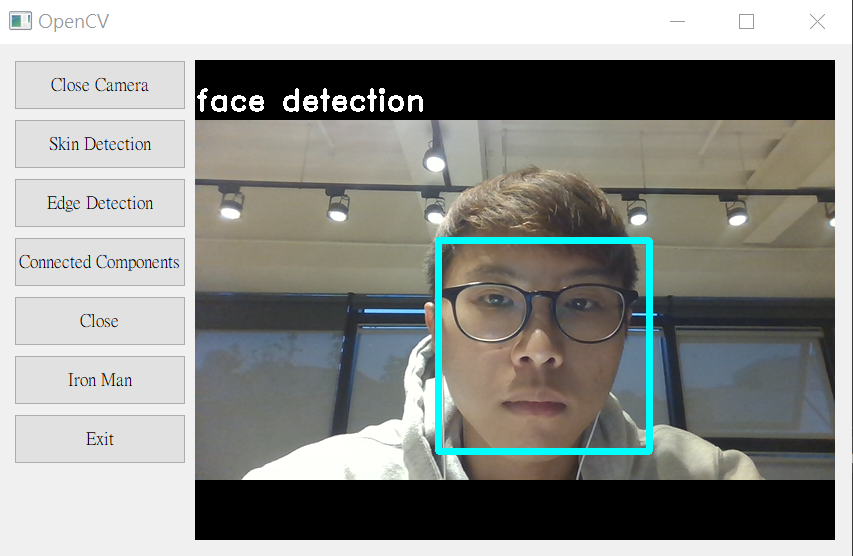 OpenCV
Close Camera
Skin Detection
Edge Detection
Connected Components
Close
Iron Man
Exit
face detection